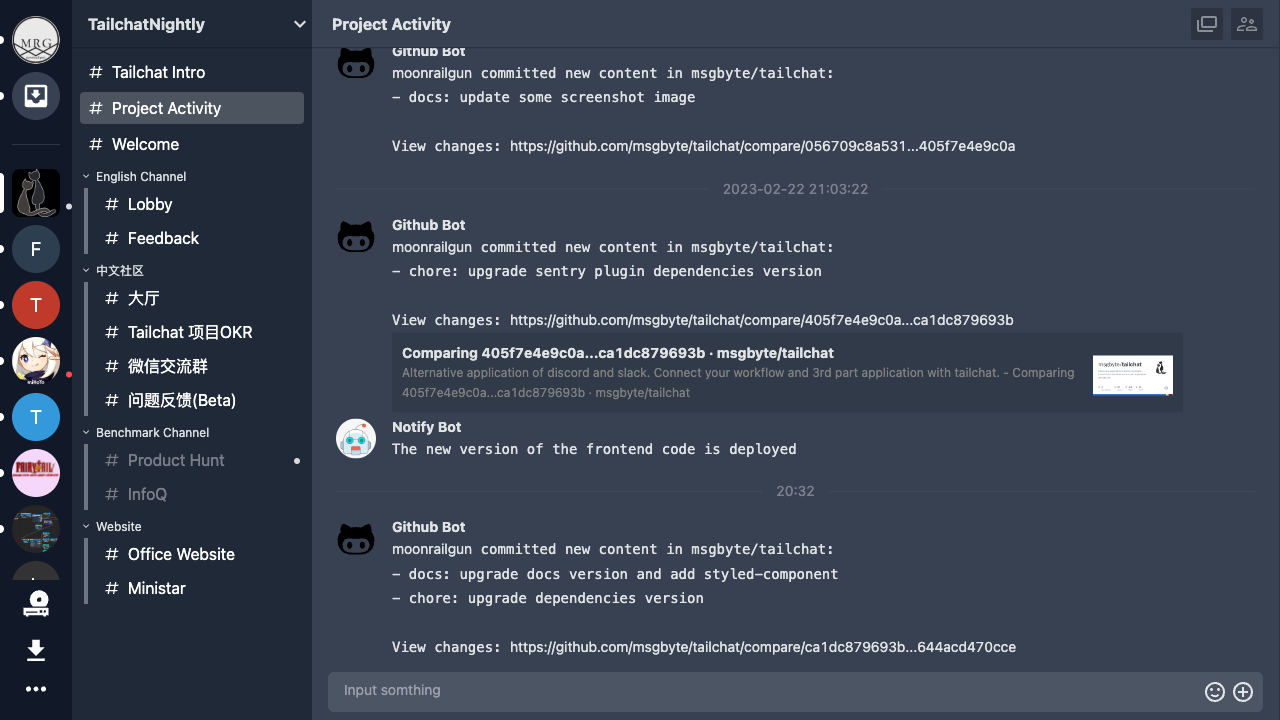 MRG
F
T
miHoYo
T
FAIRY TAIL
TailchatNightly
# Tailchat Intro
# Project Activity
# Welcome
English Channel
# Lobby
# Feedback
中文社区
# 大厅
# Tailchat 项目OKR
# 微信交流群
# 问题反馈(Beta)
Benchmark Channel
# Product Hunt
# InfoQ
Website
# Office Website
# Ministar
Project Activity
Github Bot
moonrailgun committed new content in msgbyte/tailchat:
- docs: update some screenshot image
View changes: https://github.com/msgbyte/tailchat/compare/056709c8a531...405f7e4e9c0a
2023-02-22 21:03:22
Github Bot
moonrailgun committed new content in msgbyte/tailchat:
- chore: upgrade sentry plugin dependencies version
View changes: https://github.com/msgbyte/tailchat/compare/405f7e4e9c0a...ca1dc879693b
Comparing 405f7e4e9c0a...ca1dc879693b · msgbyte/tailchat
Alternative application of discord and slack. Connect your workflow and 3rd part application with tailchat. - Comparing
405f7e4e9c0a...ca1dc879693b · msgbyte/tailchat
msgbyte/tailchat
Notify Bot
The new version of the frontend code is deployed
20:32
Github Bot
moonrailgun committed new content in msgbyte/tailchat:
- docs: upgrade docs version and add styled-component
- chore: upgrade dependencies version
View changes: https://github.com/msgbyte/tailchat/compare/ca1dc879693b...644acd470cce
Input somthing